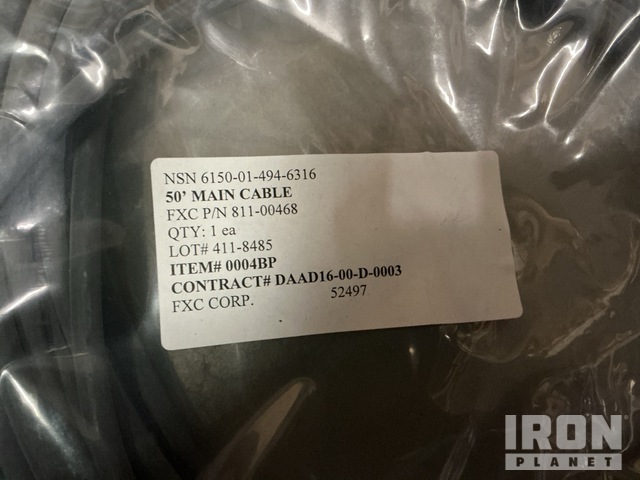 NSN 6150-01-494-6316
50' MAIN CABLE
FXC P/N 811-00468
QTY: 1 ea
LOT# 411-8485
ITEM# 0004BP
CONTRACT# DAAD16-00-D-0003
FXC CORP. 52497
IRON
PLANET